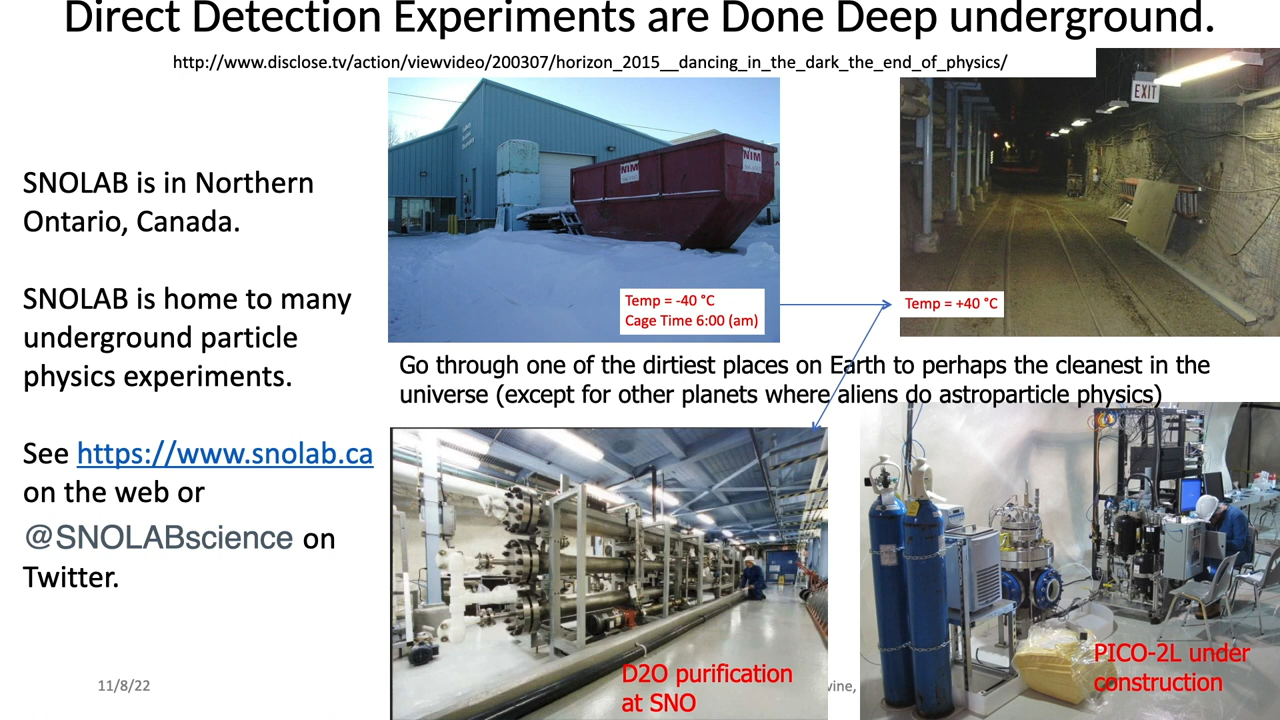 Direct Detection Experiments are Done Deep underground.
http://www.disclose.tv/action/viewvideo/200307/horizon_2015__dancing_in_the_dark_the_end_of_physics/
SNOLAB is in Northern
Ontario, Canada.
SNOLAB is home to many
underground particle
physics experiments.
See https://www.snolab.ca
on the web or
@SNOLABscience on
Twitter.
NIM
NIM
Temp = -40 °C
Cage Time 6:00 (am)
EXIT
Temp = +40 °C
Go through one of the dirtiest places on Earth to perhaps the cleanest in the
universe (except for other planets where aliens do astroparticle physics)
D2O purification
at SNO
PICO-2L under
construction
11/8/22